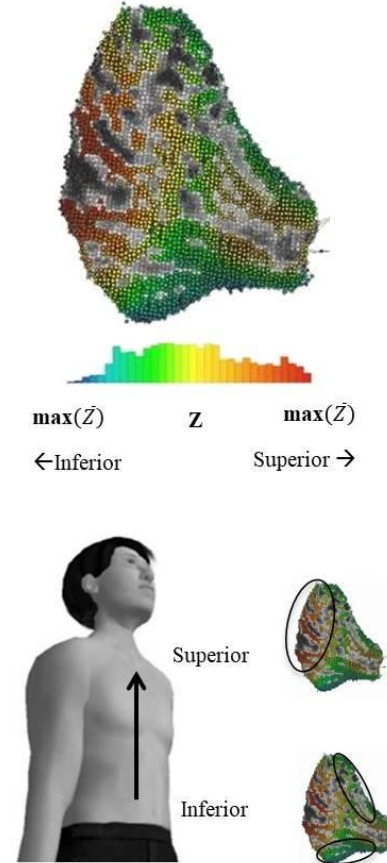 max(Z̄) Z max(Z̄)
←Inferior Superior →
Superior
Inferior